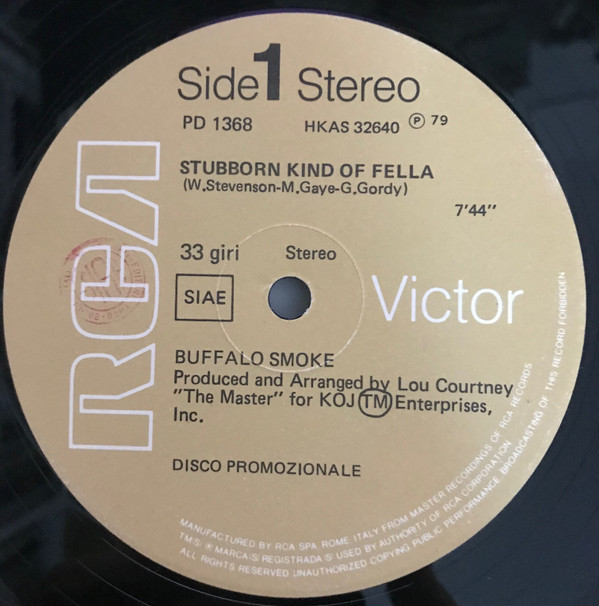 Side 1 Stereo
PD 1368 HKAS 32640 Ⓟ 79
STUBBORN KIND OF FELLA
(W.Stevenson-M.Gaye-G.Gordy)
7'44"
33 giri Stereo
SIAE
RCA
Victor
BUFFALO SMOKE
Produced and Arranged by Lou Courtney
"The Master" for KOJ TM Enterprises,
Inc.
DISCO PROMOZIONALE
MANUFACTURED BY RCA SPA. ROME. ITALY FROM MASTER RECORDINGS OF RCA RECORDS
TM(S) ® MARCA(S) REGISTRADA(S) USED BY AUTHORITY OF RCA CORPORATION
ALL RIGHTS RESERVED UNAUTHORIZED COPYING, PUBLIC PERFORMANCE, BROADCASTING OF THIS RECORD FORBIDDEN